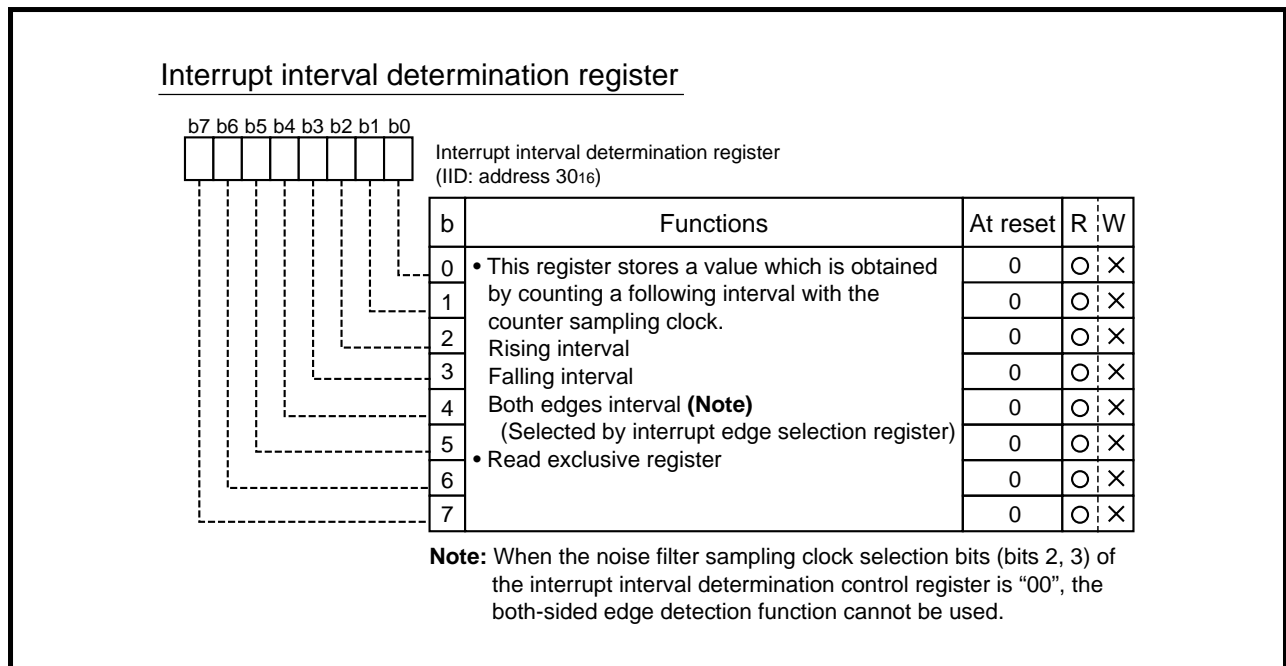 Interrupt interval determination register
b7 b6 b5 b4 b3 b2 b1 b0
Interrupt interval determination register
(IID: address 3016)
b Functions At reset R W
0 • This register stores a value which is obtained 0 O ×
1 by counting a following interval with the 0 O ×
counter sampling clock.
2 Rising interval 0 O ×
3 Falling interval 0 O ×
4 Both edges interval (Note) 0 O ×
(Selected by interrupt edge selection register)
5 • Read exclusive register 0 O ×
6 0 O ×
7 0 O ×
Note: When the noise filter sampling clock selection bits (bits 2, 3) of
the interrupt interval determination control register is “00”, the
both-sided edge detection function cannot be used.